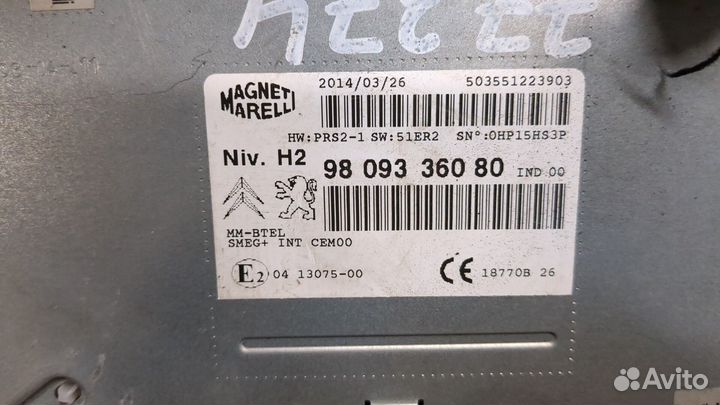 MAGNETI
MARELLI
2014/03/26 503551223903
HW:PRS2-1 SW:51ER2 SN°:0HP15HS3P
Niv. H2 98 093 360 80 IND 00
MM-BTEL
SMEG+ INT CEM00
E2 04 13075-00 CE 18770B 26
Avito